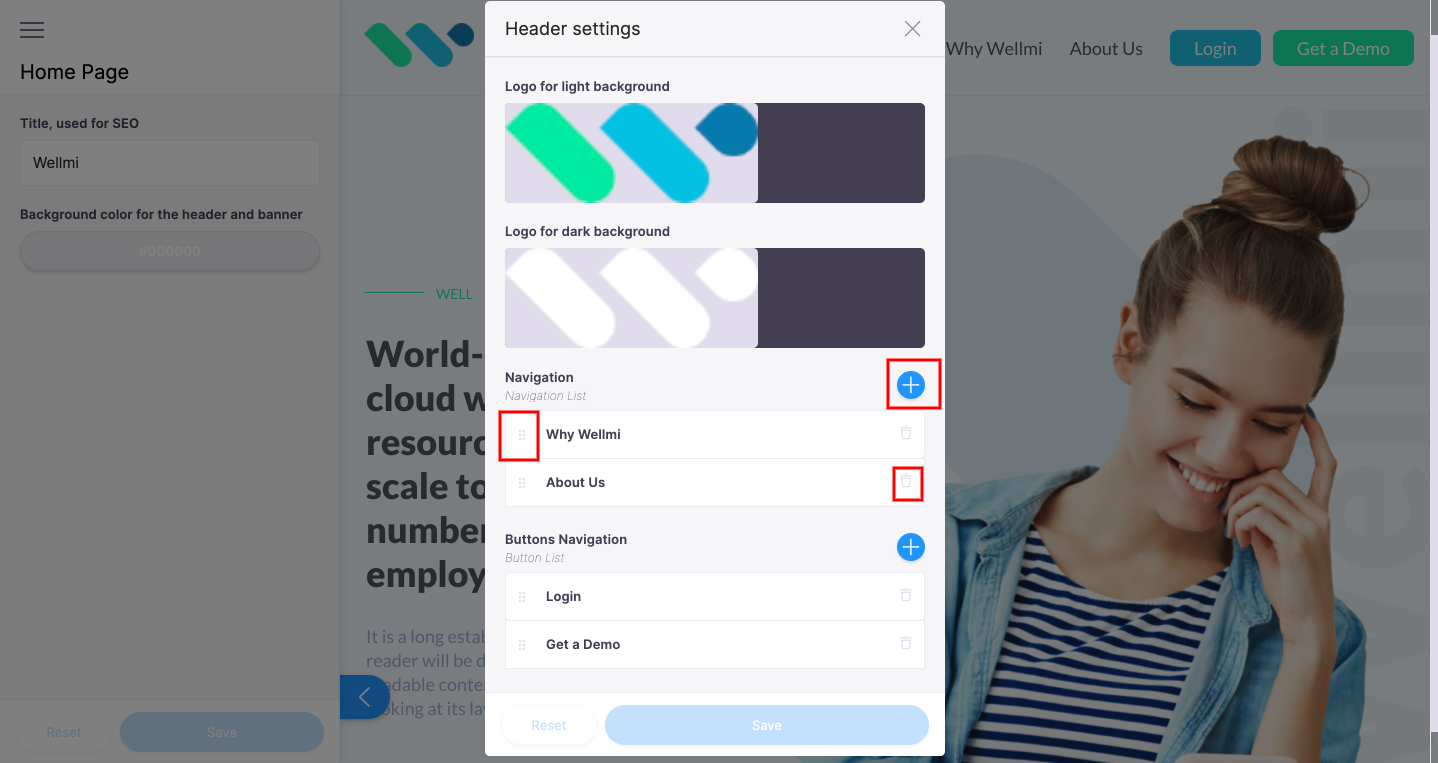 Home Page
Title, used for SEO
Wellmi
Background color for the header and banner
#000000
Reset
Save
Header settings
Logo for light background
Logo for dark background
Navigation
Navigation List
Why Wellmi
About Us
Buttons Navigation
Button List
Login
Get a Demo
Reset
Save
Why Wellmi
About Us
Login
Get a Demo
WELL
World-
cloud w
resourc
scale to
number
employ
It is a long estab
reader will be d
adable conte
oking at its lay